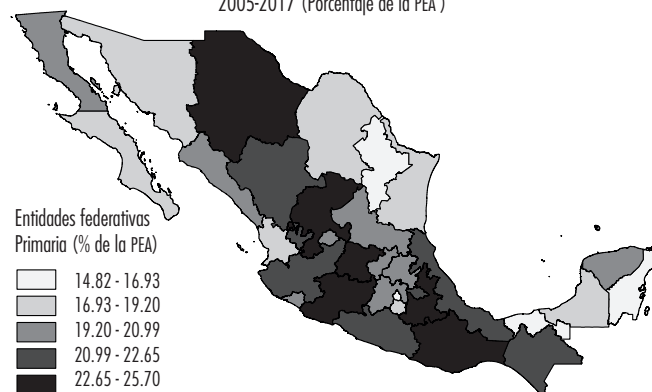 2005-2017 (Porcentaje de la PEA )
Entidades federativas
Primaria (% de la PEA)
14.82 - 16.93
16.93 - 19.20
19.20 - 20.99
20.99 - 22.65
22.65 - 25.70